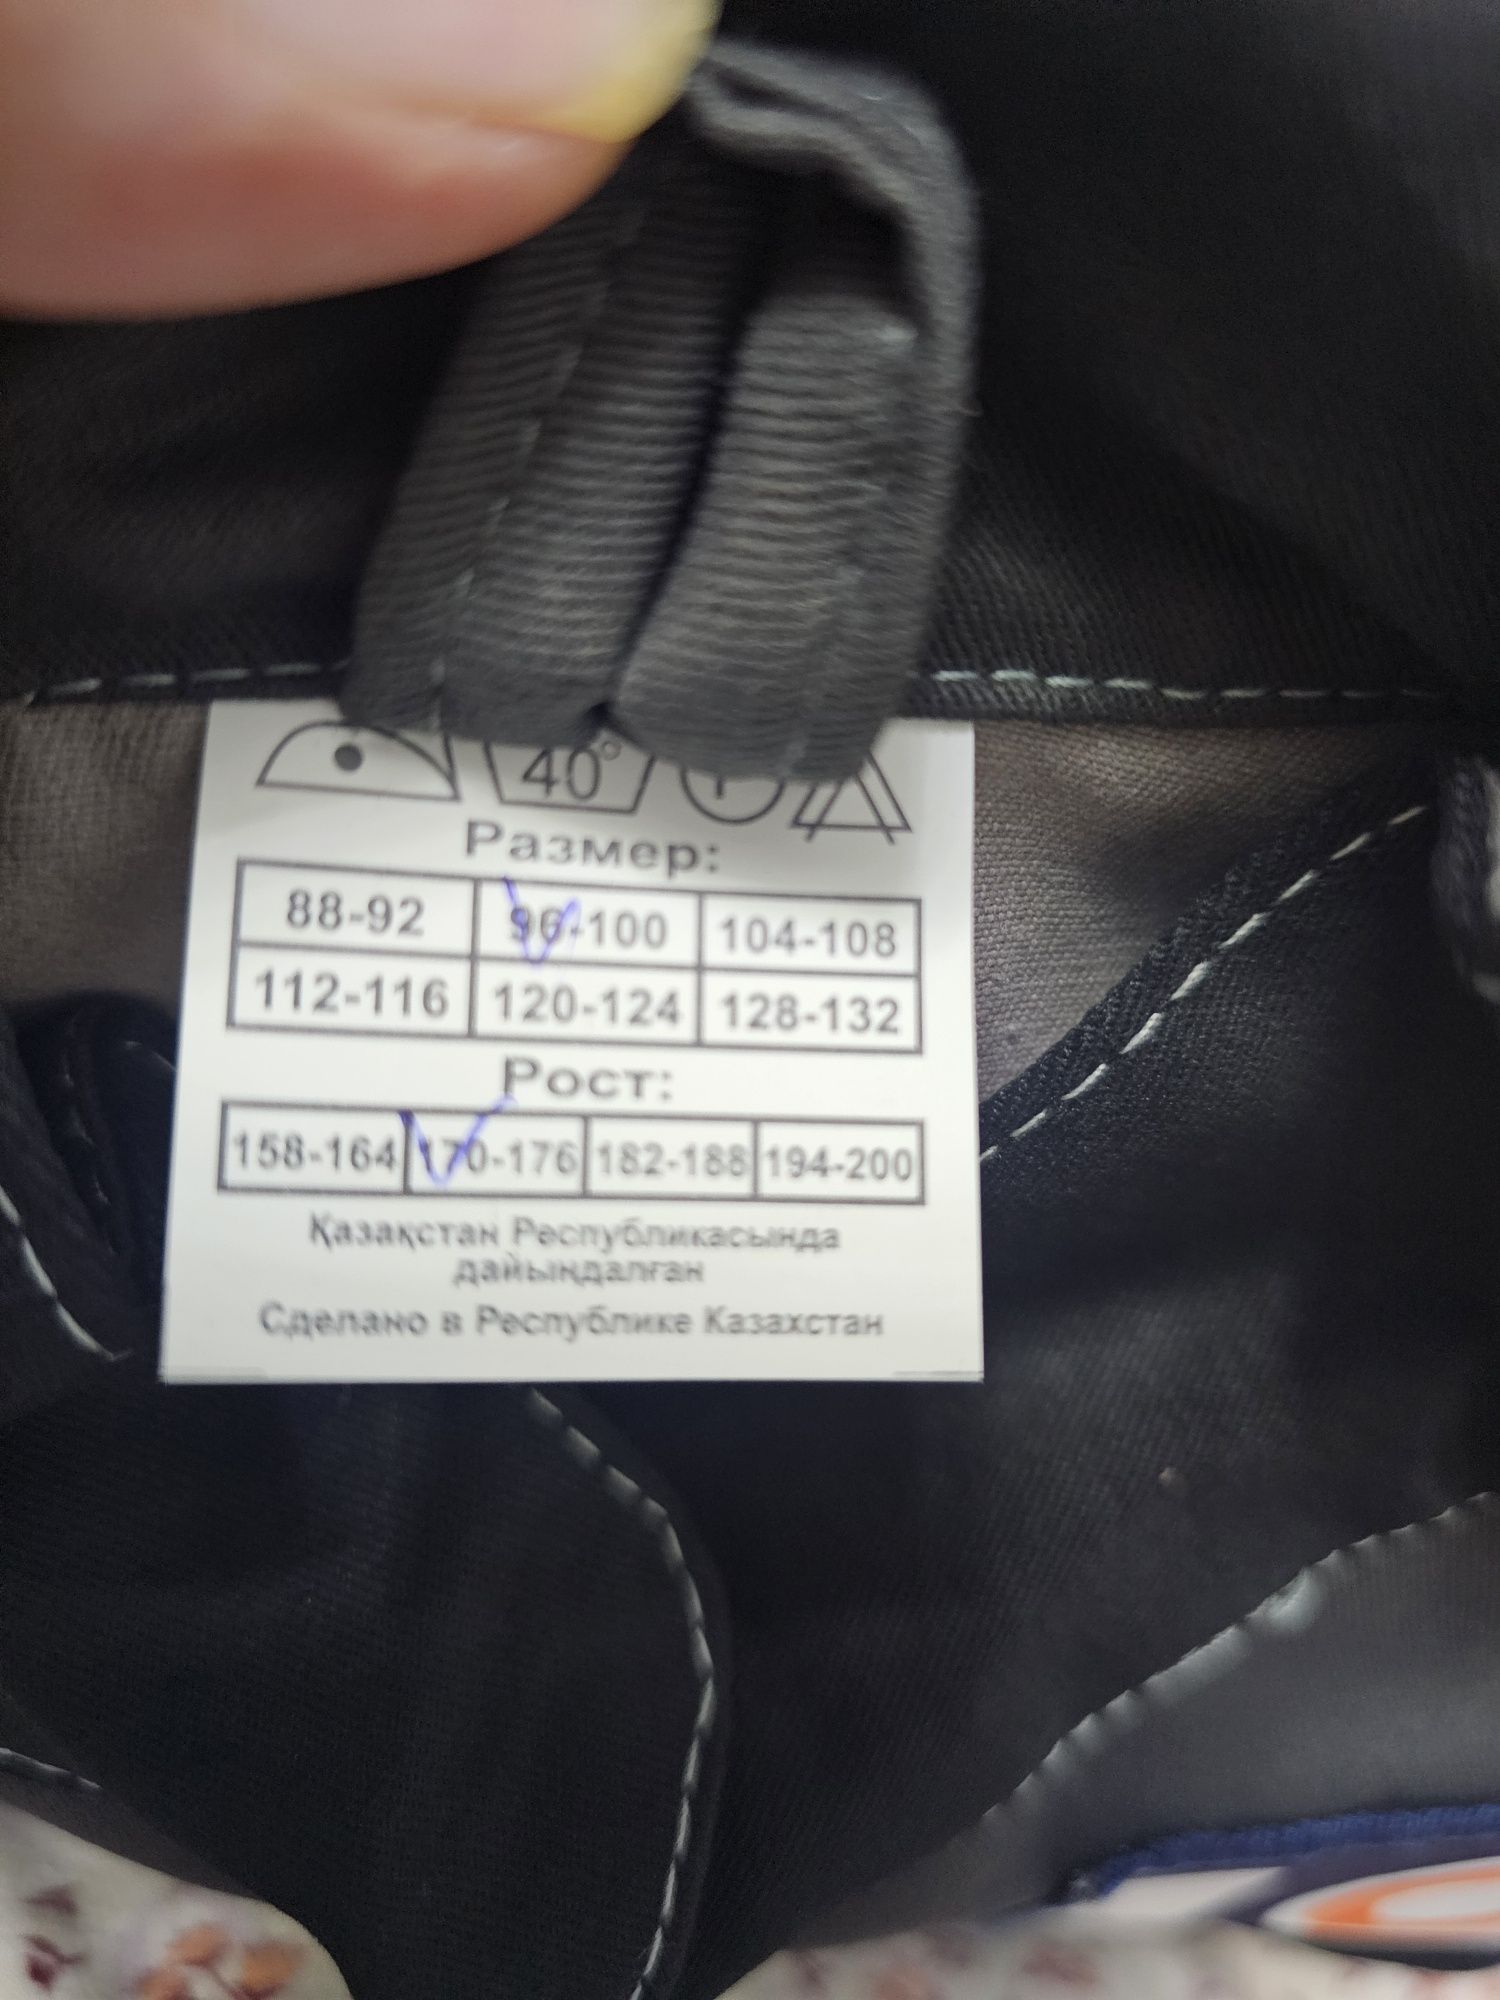 40°
Размер:
88-92 96-100 104-108
112-116 120-124 128-132
Рост:
158-164 170-176 182-188 194-200
Қазақстан Республикасында
дайындалған
Сделано в Республике Казахстан